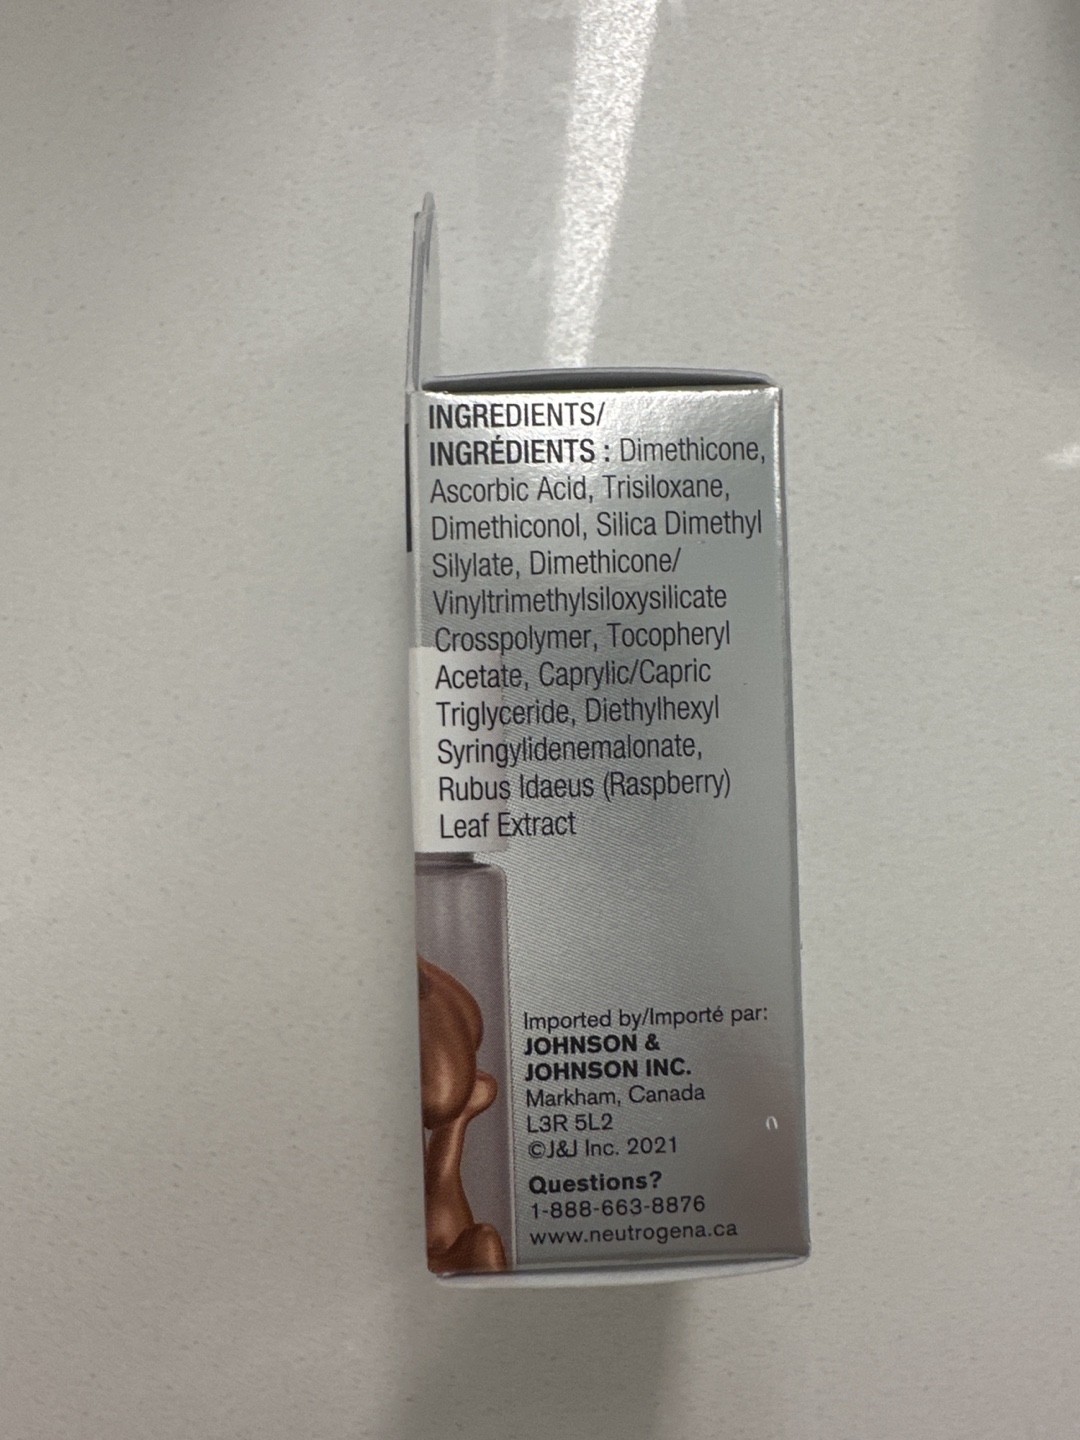 INGREDIENTS/
INGRÉDIENTS : Dimethicone,
Ascorbic Acid, Trisiloxane,
Dimethiconol, Silica Dimethyl
Silylate, Dimethicone/
Vinyltrimethylsiloxysilicate
Crosspolymer, Tocopheryl
Acetate, Caprylic/Capric
Triglyceride, Diethylhexyl
Syringylidenemalonate,
Rubus Idaeus (Raspberry)
Leaf Extract
Imported by/Importé par:
JOHNSON &
JOHNSON INC.
Markham, Canada
L3R 5L2
©J&J Inc. 2021
Questions?
1-888-663-8876
www.neutrogena.ca